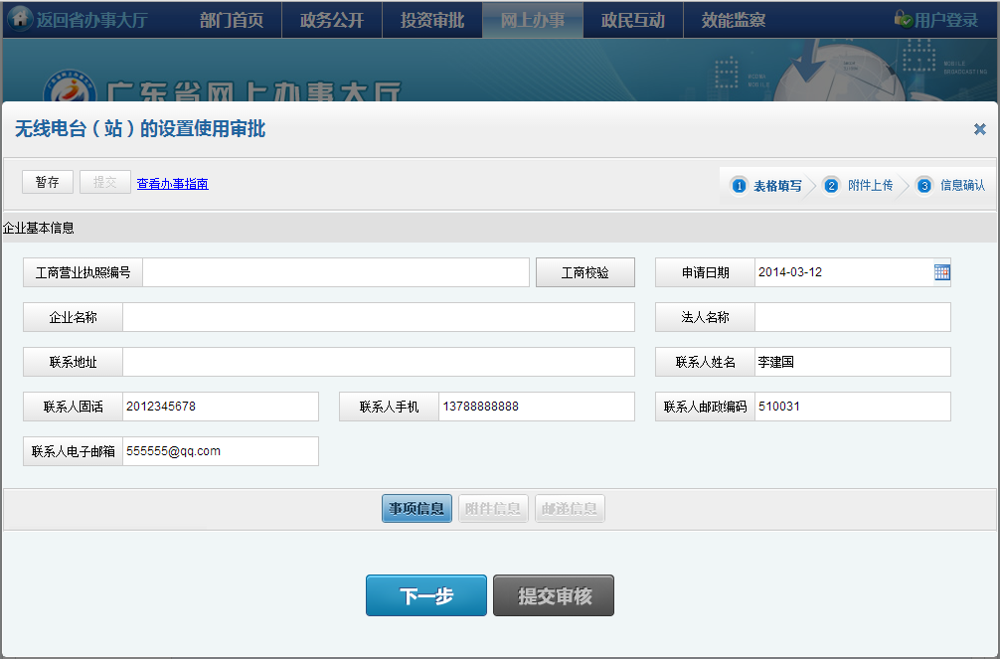 返回省办事大厅 部门首页 政务公开 投资审批 网上办事 政民互动 效能监察 用户登录
广东省网上办事大厅
MOBILE
BROADCASTING
无线电台（站）的设置使用审批
暂存 提交 查看办事指南 1 表格填写 2 附件上传 3 信息确认
企业基本信息
工商营业执照编号 工商校验 申请日期 2014-03-12
企业名称 法人名称
联系地址 联系人姓名 李建国
联系人固话 2012345678 联系人手机 13788888888 联系人邮政编码 510031
联系人电子邮箱 555555@qq.com
事项信息 附件信息 邮递信息
下一步 提交审核